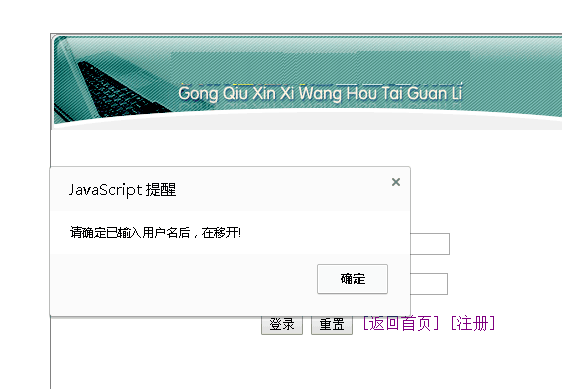 Gong Qiu Xin Xi Wang Hou Tai Guan Li
JavaScript 提醒
×
请确定已输入用户名后，在移开!
确定
登录 重置 [返回首页] [注册]